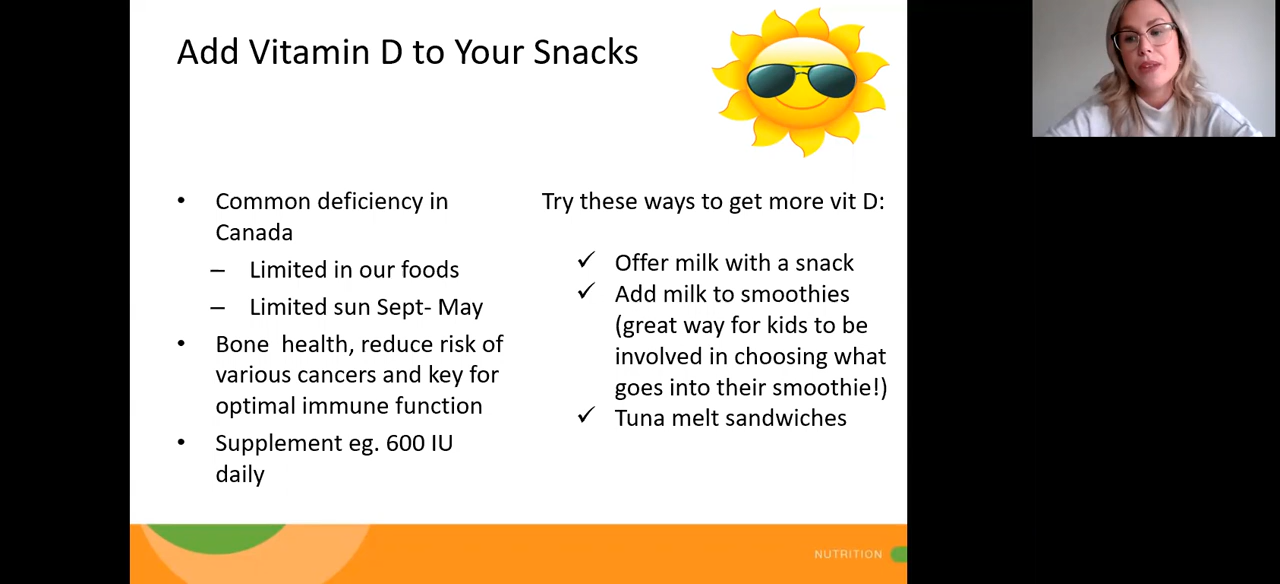 Add Vitamin D to Your Snacks
• Common deficiency in
Canada
– Limited in our foods
– Limited sun Sept- May
• Bone  health, reduce risk of
various cancers and key for
optimal immune function
• Supplement eg. 600 IU
daily
Try these ways to get more vit D:
✓ Offer milk with a snack
✓ Add milk to smoothies
(great way for kids to be
involved in choosing what
goes into their smoothie!)
✓ Tuna melt sandwiches
NUTRITION